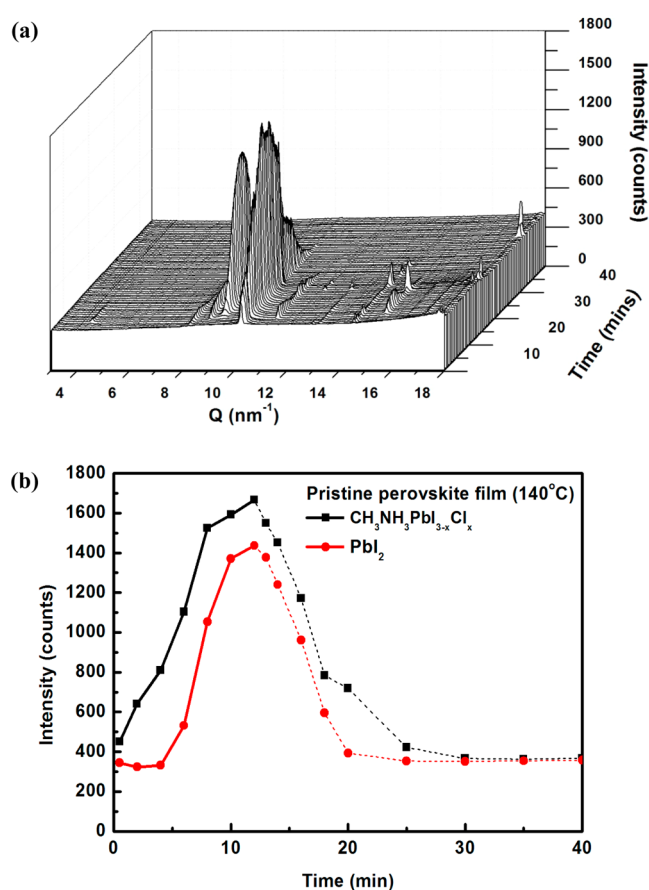 (a)
1800
1500
1200
900
600
300
0
Intensity (counts)
40
30
20
10
Time (mins)
4 6 8 10 12 14 16 18
Q (nm⁻¹)
(b)
1800
1600
1400
1200
1000
800
600
400
200
0
Intensity (counts)
Pristine perovskite film (140°C)
CH₃NH₃PbI₃₋ₓClₓ
PbI₂
0 10 20 30 40
Time (min)